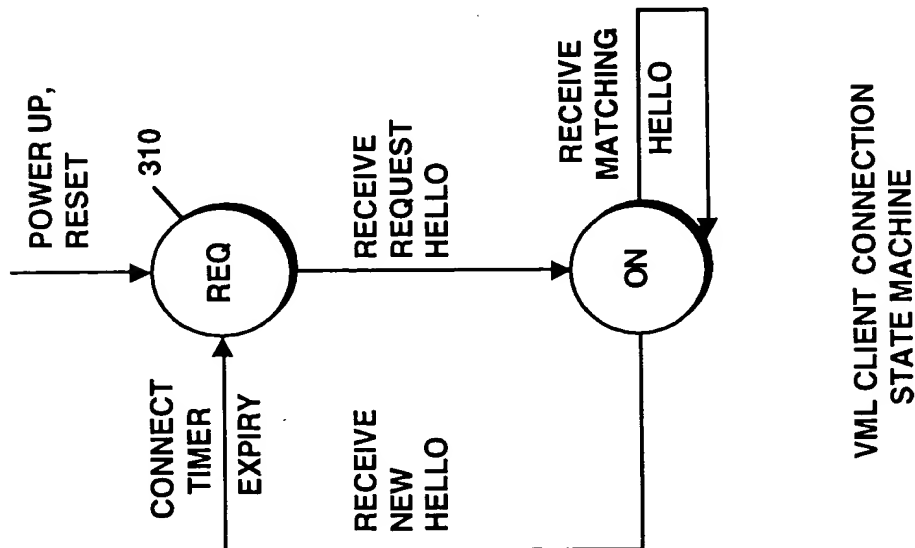 POWER UP,
RESET
310
REQ
CONNECT
TIMER
EXPIRY
RECEIVE
REQUEST
HELLO
RECEIVE
NEW
HELLO
RECEIVE
MATCHING
HELLO
ON
VML CLIENT CONNECTION
STATE MACHINE